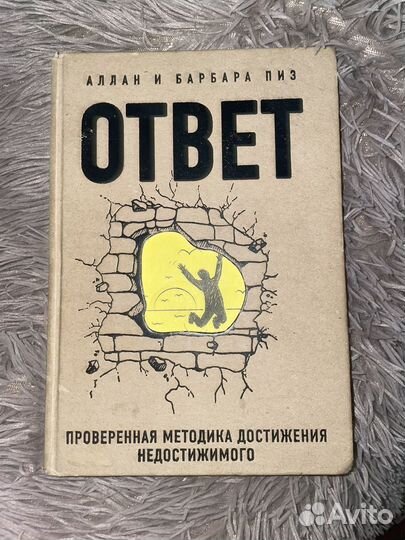 АЛЛАН И БАРБАРА ПИЗ
ОТВЕТ
ПРОВЕРЕННАЯ МЕТОДИКА ДОСТИЖЕНИЯ
НЕДОСТИЖИМОГО
Avito